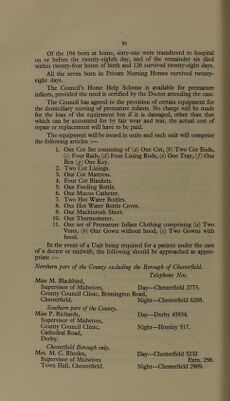 30
Of the 194 born at home, sixty-one were transferred to hospital
on or before the twenty-eighth day, and of the remainder six died
within twenty-four hours of birth and 126 survived twenty-eight days.
All the seven born in Private Nursing Homes survived twenty-
eight days.
The Council's Home Help Scheme is available for premature
infants, provided the need is certified by the Doctor attending the case.
The Council has agreed to the provision of certain equipment for
the domiciliary nursing of premature infants. No charge will be made
for the loan of the equipment but if it is damaged, other than that
which can be accounted for by fair wear and tear, the actual cost of
repair or replacement will have to be paid.
The equipment will be issued in units and each unit will comprise
the following articles :—
1. One Cot Set consisting of (a) One Cot, (b) Two Cot Ends,
(c) Four Rails, (d) Four Lining Rods, (e) One Tray, (f) One
Box (g) One Key.
2. Two Cot Linings.
3. One Cot Mattress.
4. Four Cot Blankets.
5. One Feeding Bottle.
6. One Mucus Catheter.
7. Two Hot Water Bottles.
8. One Hot Water Bottle Cover.
9. One Mackintosh Sheet.
10. One Thermometer.
11. One set of Premature Infant Clothing comprising (a) Two
Vests, (b) One Gown without hood, (c) Two Gowns with
hood.
In the event of a Unit being required for a patient under the care
of a doctor or midwife, the following should be approached as appro-
priate :—
Northern part of the County excluding the Borough of Chesterfield.
Telephone Nos.
Miss M. Blackbird,
Supervisor of Midwives, Day—Chesterfield 2773.
County Council Clinic, Brimington Road,
Chesterfield. Night—Chesterfield 6288.
Southern part of the County.
Miss P. Richards, Day—Derby 45934.
Supervisor of Midwives,
County Council Clinic, Night—Horsley 517.
Cathedral Road,
Derby.
Chesterfield Borough only.
Mrs. M. C. Rhodes, Day—Chesterfield 3232
Supervisor of Midwives Extn. 256.
Town Hall, Chesterfield. Night—Chesterfield 2909.